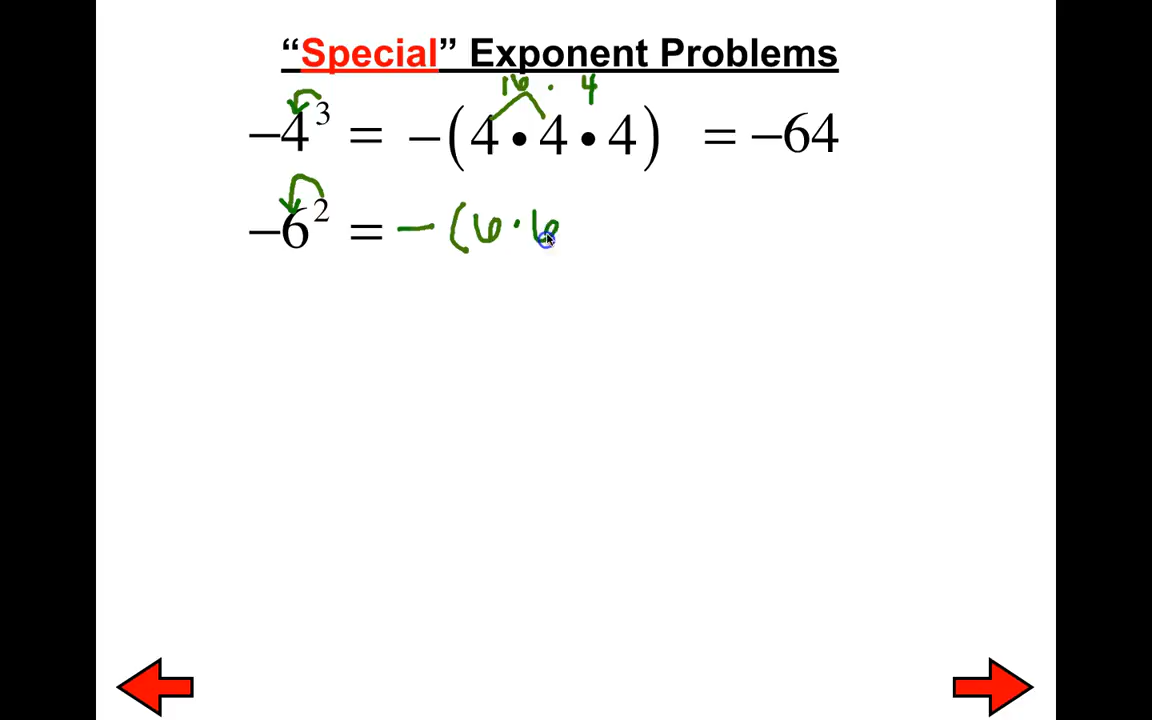 “Special” Exponent Problems
16 · 4
−4³ = −(4•4•4) = −64
−6² = −(6·6